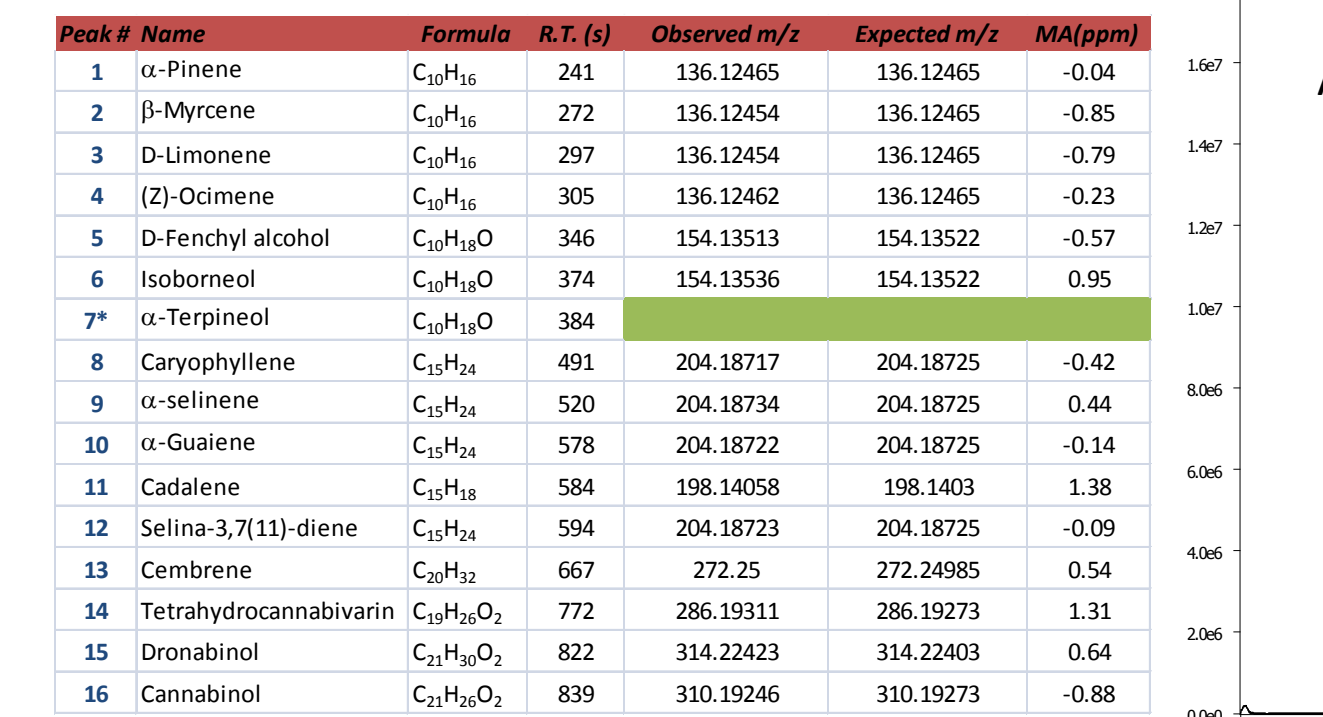 Peak # Name Formula R.T. (s) Observed m/z Expected m/z MA(ppm)
1 α-Pinene C₁₀H₁₆ 241 136.12465 136.12465 -0.04
2 β-Myrcene C₁₀H₁₆ 272 136.12454 136.12465 -0.85
3 D-Limonene C₁₀H₁₆ 297 136.12454 136.12465 -0.79
4 (Z)-Ocimene C₁₀H₁₆ 305 136.12462 136.12465 -0.23
5 D-Fenchyl alcohol C₁₀H₁₈O 346 154.13513 154.13522 -0.57
6 Isoborneol C₁₀H₁₈O 374 154.13536 154.13522 0.95
7* α-Terpineol C₁₀H₁₈O 384
8 Caryophyllene C₁₅H₂₄ 491 204.18717 204.18725 -0.42
9 α-selinene C₁₅H₂₄ 520 204.18734 204.18725 0.44
10 α-Guaiene C₁₅H₂₄ 578 204.18722 204.18725 -0.14
11 Cadalene C₁₅H₁₈ 584 198.14058 198.1403 1.38
12 Selina-3,7(11)-diene C₁₅H₂₄ 594 204.18723 204.18725 -0.09
13 Cembrene C₂₀H₃₂ 667 272.25 272.24985 0.54
14 Tetrahydrocannabivarin C₁₉H₂₆O₂ 772 286.19311 286.19273 1.31
15 Dronabinol C₂₁H₃₀O₂ 822 314.22423 314.22403 0.64
16 Cannabinol C₂₁H₂₆O₂ 839 310.19246 310.19273 -0.88
1.6e7
1.4e7
1.2e7
1.0e7
8.0e6
6.0e6
4.0e6
2.0e6
0.0e0